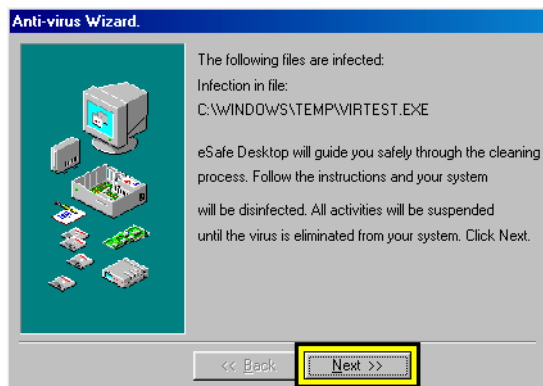 Anti-virus Wizard.
The following files are infected:
Infection in file:
C:\WINDOWS\TEMP\VIRTEST.EXE
eSafe Desktop will guide you safely through the cleaning
process. Follow the instructions and your system
will be disinfected. All activities will be suspended
until the virus is eliminated from your system. Click Next.
<< Back
Next >>